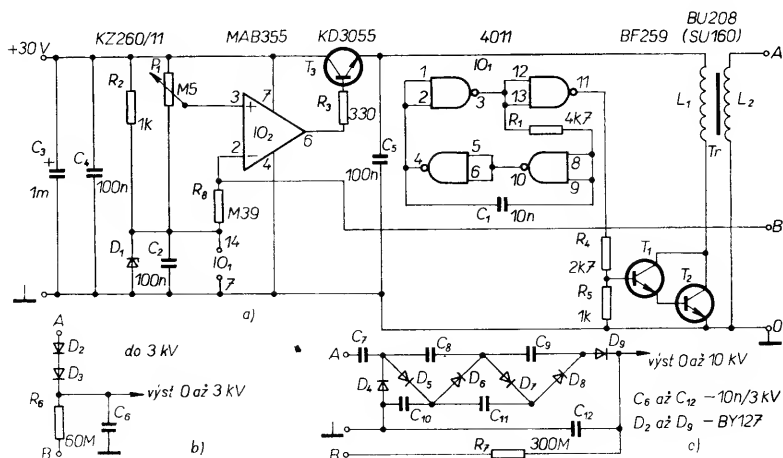 BU208
KZ260/11 MAB355 KD3055 4011 BF259 (SU160)
+30V
A
R2
1k
P1
M5
T3
R3
330
3
+
7
IO2
6
2
−
4
IO1
1
2
3
12
13
11
R1
4k7
4
5
6
10
8
9
C1
10n
L1
L2
Tr
C3
+
1m
C4
100n
C5
100n
R8
M39
B
D1
C2
100n
14
IO1
7
R4
2k7
R5
1k
T1
T2
a)
0
A
do 3 kV
D2
D3
výst 0 až 3 kV
R6
60M
C6
B
b)
A
C7
C8
C9
D9
výst 0 až 10 kV
D4
D5
D6
D7
D8
C10
C11
C12
C6 až C12 – 10n/3 kV
D2 až D9 – BY127
B
R7
300M
c)